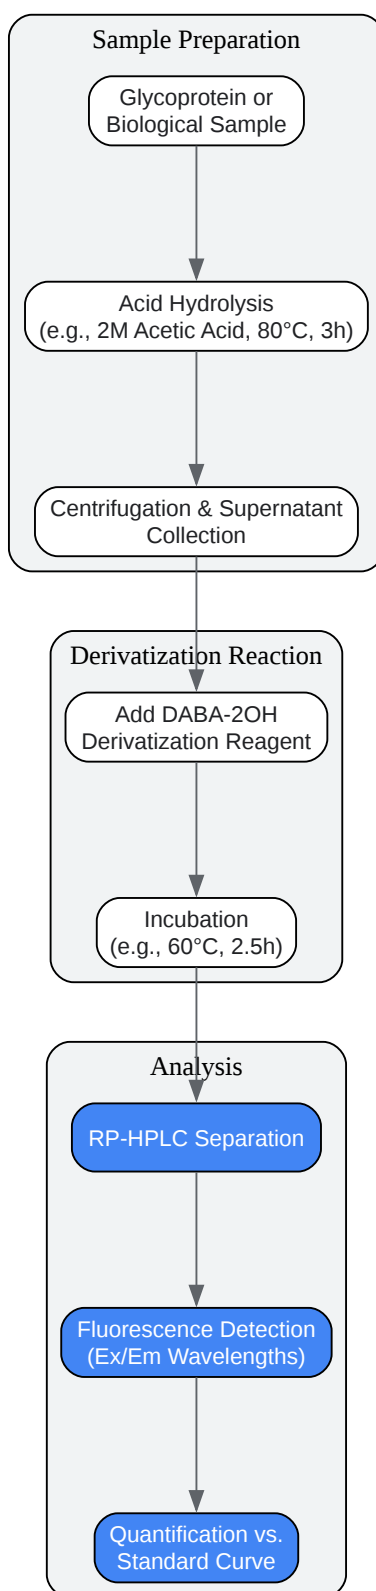 Sample Preparation
Glycoprotein or
Biological Sample
Acid Hydrolysis
(e.g., 2M Acetic Acid, 80°C, 3h)
Centrifugation & Supernatant
Collection
Derivatization Reaction
Add DABA-2OH
Derivatization Reagent
Incubation
(e.g., 60°C, 2.5h)
Analysis
RP-HPLC Separation
Fluorescence Detection
(Ex/Em Wavelengths)
Quantification vs.
Standard Curve